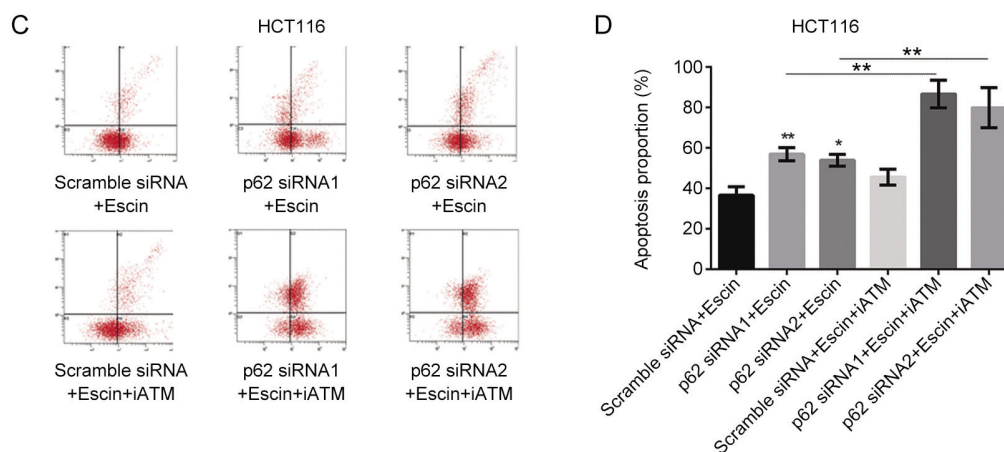 C
HCT116
Scramble siRNA
+Escin
p62 siRNA1
+Escin
p62 siRNA2
+Escin
Scramble siRNA
+Escin+iATM
p62 siRNA1
+Escin+iATM
p62 siRNA2
+Escin+iATM
D
HCT116
Apoptosis proportion (%)
100
80
60
40
20
0
**
*
**
**
Scramble siRNA+Escin
p62 siRNA1+Escin
p62 siRNA2+Escin
Scramble siRNA+Escin+iATM
p62 siRNA1+Escin+iATM
p62 siRNA2+Escin+iATM